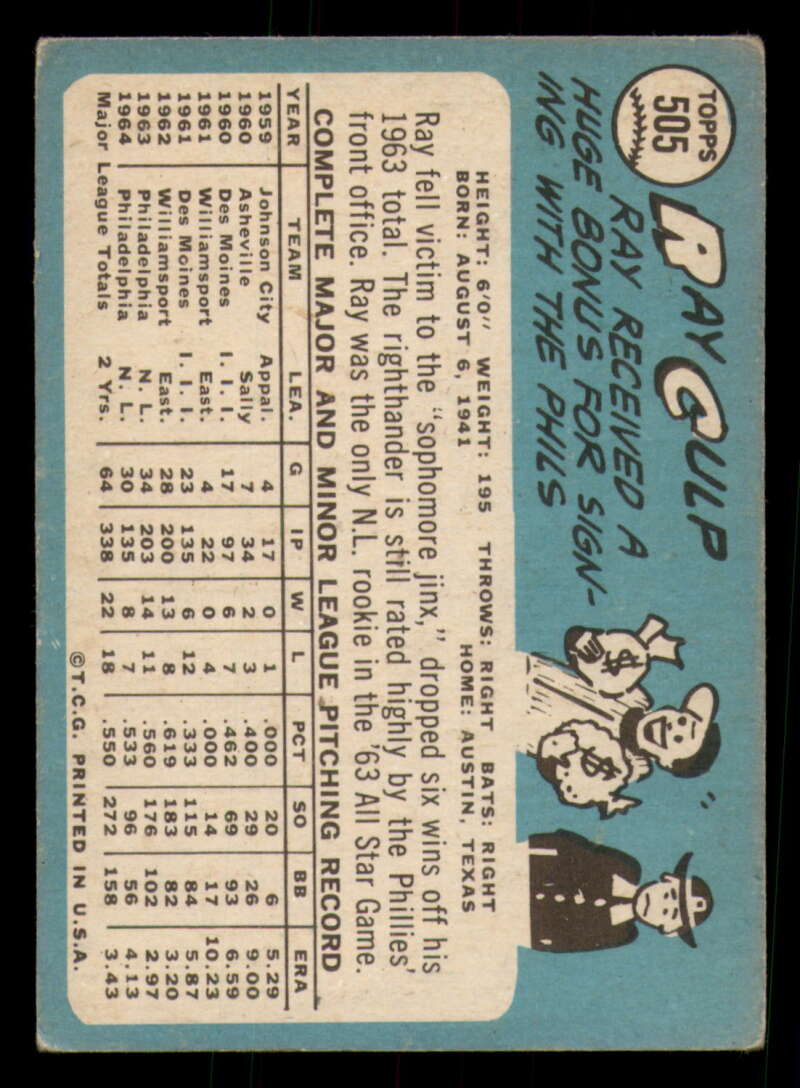 TOPPS
505
RAY CULP
RAY RECEIVED A
HUGE BONUS FOR SIGN-
ING WITH THE PHILS
$
$
HEIGHT: 6'0" WEIGHT: 195 THROWS: RIGHT BATS: RIGHT
BORN: AUGUST 6, 1941 HOME: AUSTIN, TEXAS
Ray fell victim to the "sophomore jinx," dropped six wins off his
1963 total. The righthander is still rated highly by the Phillies'
front office. Ray was the only N.L. rookie in the '63 All Star Game.
COMPLETE MAJOR AND MINOR LEAGUE PITCHING RECORD
YEAR TEAM LEA. G IP W L PCT SO BB ERA
1959 Johnson City Appal. 4 17 0 1 .000 20 6 5.29
1960 Asheville Sally 7 34 2 3 .400 29 26 9.00
1960 Des Moines I. I. I. 17 97 6 7 .462 69 93 6.59
1961 Williamsport East. 4 22 0 4 .000 14 17 10.23
1961 Des Moines I. I. I. 23 135 6 12 .333 115 84 5.87
1962 Williamsport East. 28 200 13 8 .619 183 82 3.20
1963 Philadelphia N. L. 34 203 14 11 .560 176 102 2.97
1964 Philadelphia N. L. 30 135 8 7 .533 96 56 4.13
Major League Totals 2 Yrs. 64 338 22 18 .550 272 158 3.43
©T.C.G. PRINTED IN U.S.A.